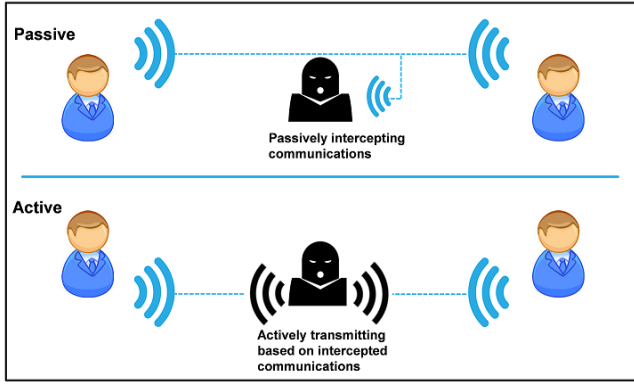 Passive
Passively intercepting
communications
Active
Actively transmitting
based on intercepted
communications